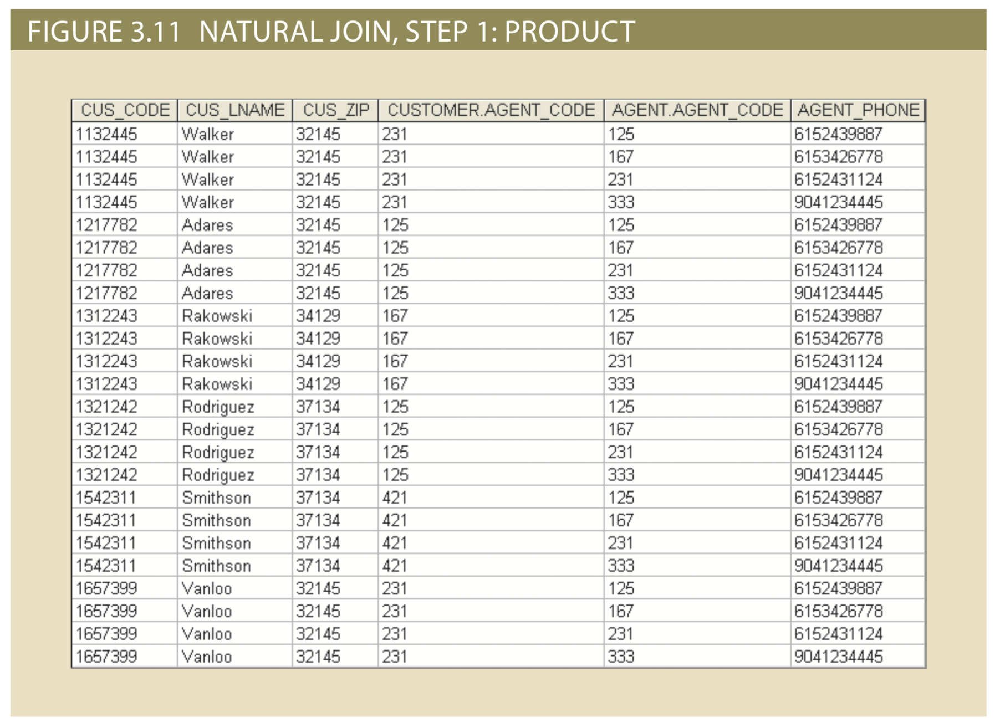 FIGURE 3.11 NATURAL JOIN, STEP 1: PRODUCT
CUS_CODE CUS_LNAME CUS_ZIP CUSTOMER.AGENT_CODE AGENT.AGENT_CODE AGENT_PHONE
1132445 Walker 32145 231 125 6152439887
1132445 Walker 32145 231 167 6153426778
1132445 Walker 32145 231 231 6152431124
1132445 Walker 32145 231 333 9041234445
1217782 Adares 32145 125 125 6152439887
1217782 Adares 32145 125 167 6153426778
1217782 Adares 32145 125 231 6152431124
1217782 Adares 32145 125 333 9041234445
1312243 Rakowski 34129 167 125 6152439887
1312243 Rakowski 34129 167 167 6153426778
1312243 Rakowski 34129 167 231 6152431124
1312243 Rakowski 34129 167 333 9041234445
1321242 Rodriguez 37134 125 125 6152439887
1321242 Rodriguez 37134 125 167 6153426778
1321242 Rodriguez 37134 125 231 6152431124
1321242 Rodriguez 37134 125 333 9041234445
1542311 Smithson 37134 421 125 6152439887
1542311 Smithson 37134 421 167 6153426778
1542311 Smithson 37134 421 231 6152431124
1542311 Smithson 37134 421 333 9041234445
1657399 Vanloo 32145 231 125 6152439887
1657399 Vanloo 32145 231 167 6153426778
1657399 Vanloo 32145 231 231 6152431124
1657399 Vanloo 32145 231 333 9041234445